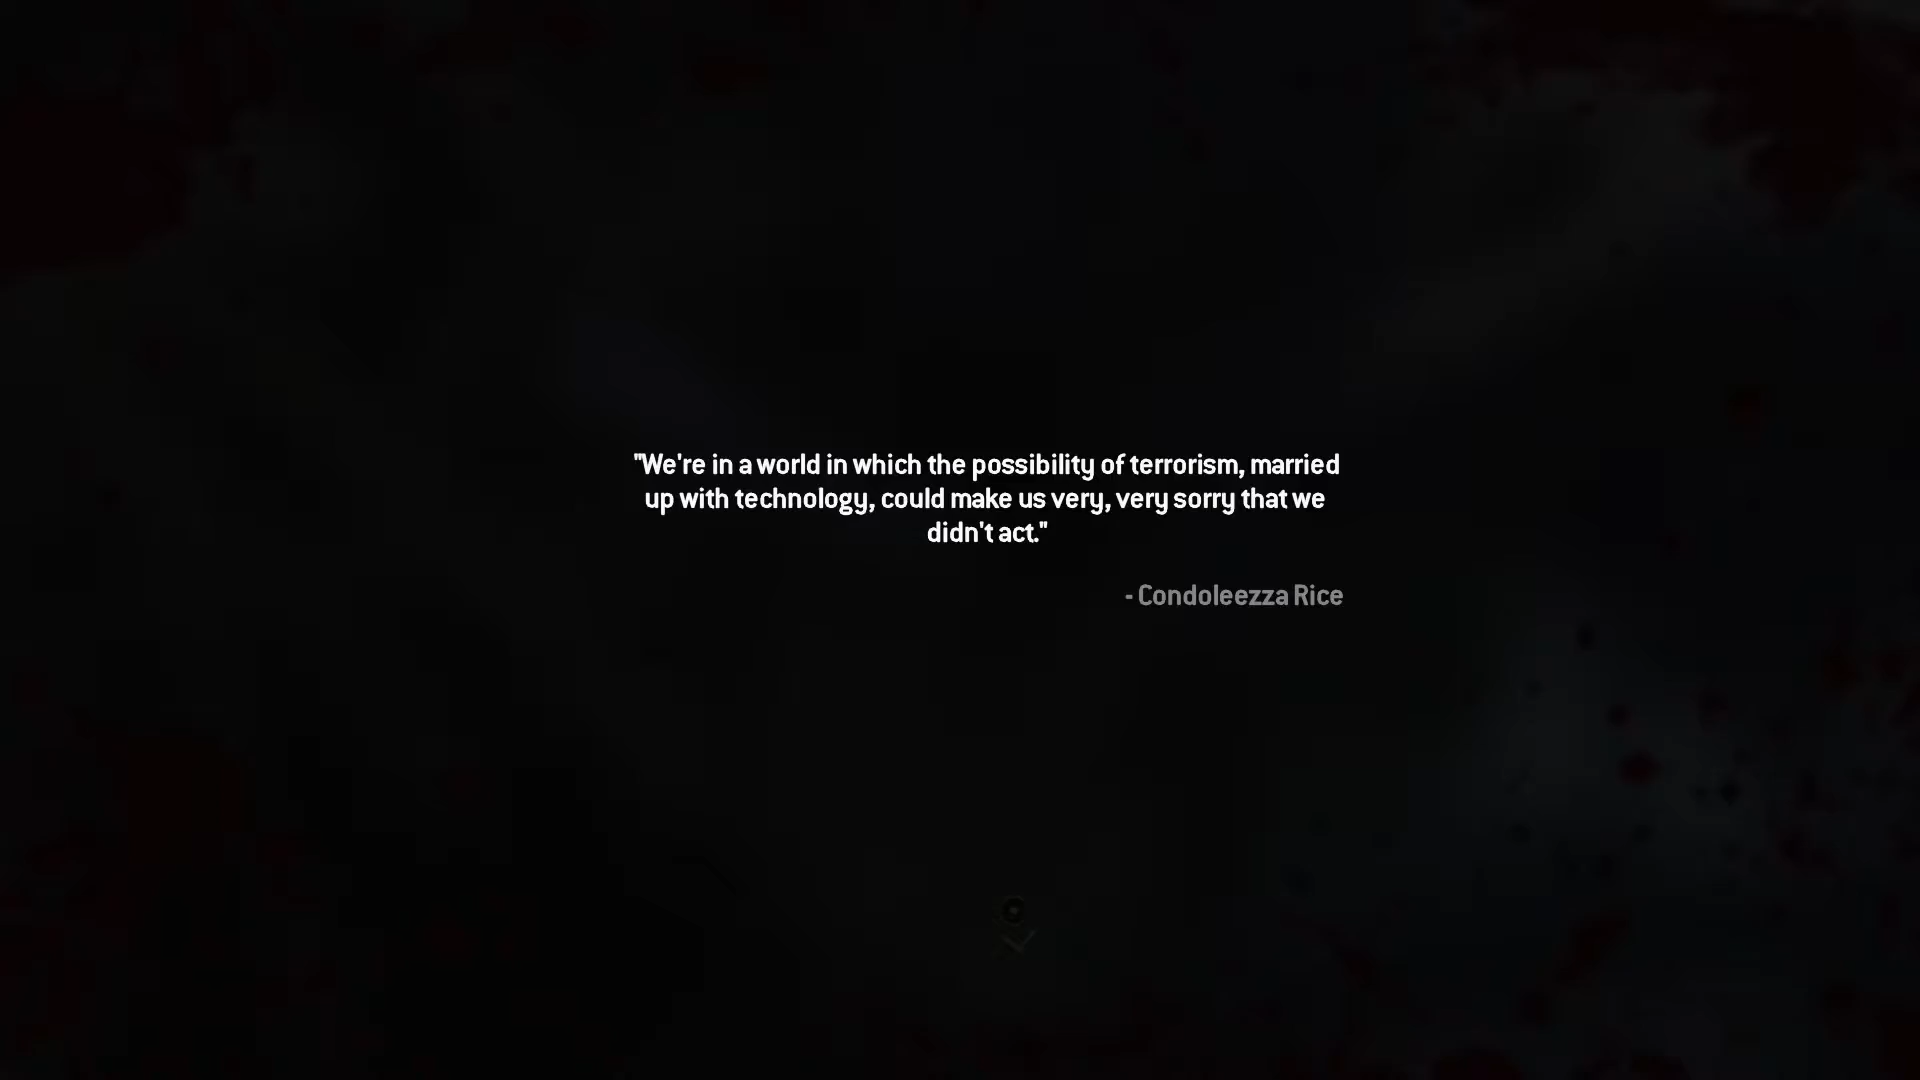 "We're in a world in which the possibility of terrorism, married
up with technology, could make us very, very sorry that we
didn't act."
- Condoleezza Rice